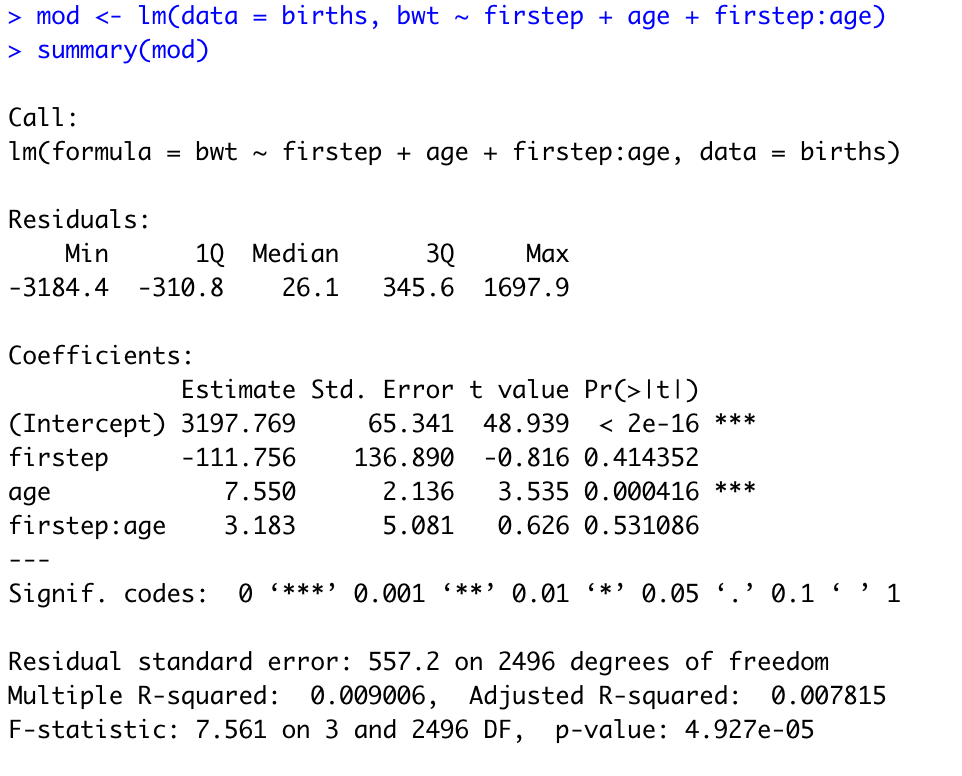 > mod <- lm(data = births, bwt ~ firstep + age + firstep:age)
> summary(mod)
Call:
lm(formula = bwt ~ firstep + age + firstep:age, data = births)
Residuals:
    Min      1Q  Median      3Q     Max
-3184.4  -310.8    26.1   345.6  1697.9
Coefficients:
            Estimate Std. Error t value Pr(>|t|)
(Intercept) 3197.769     65.341  48.939  < 2e-16 ***
firstep     -111.756    136.890  -0.816 0.414352
age            7.550      2.136   3.535 0.000416 ***
firstep:age    3.183      5.081   0.626 0.531086
---
Signif. codes:  0 ‘***’ 0.001 ‘**’ 0.01 ‘*’ 0.05 ‘.’ 0.1 ‘ ’ 1
Residual standard error: 557.2 on 2496 degrees of freedom
Multiple R-squared:  0.009006,	Adjusted R-squared:  0.007815
F-statistic: 7.561 on 3 and 2496 DF,  p-value: 4.927e-05